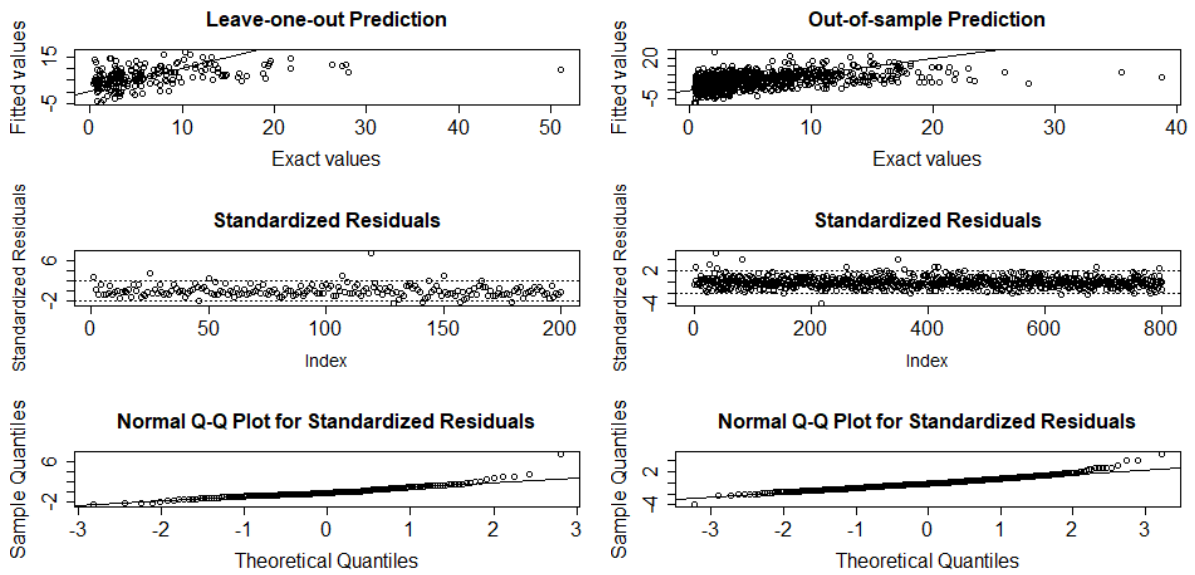 Leave-one-out Prediction
Fitted values
15
-5
0 10 20 30 40 50
Exact values
Out-of-sample Prediction
Fitted values
20
-5
0 10 20 30 40
Exact values
Standardized Residuals
Standardized Residuals
6
-2
0 50 100 150 200
Index
Standardized Residuals
Standardized Residuals
2
-4
0 200 400 600 800
Index
Normal Q-Q Plot for Standardized Residuals
Sample Quantiles
6
-2
-3 -2 -1 0 1 2 3
Theoretical Quantiles
Normal Q-Q Plot for Standardized Residuals
Sample Quantiles
2
-4
-3 -2 -1 0 1 2 3
Theoretical Quantiles